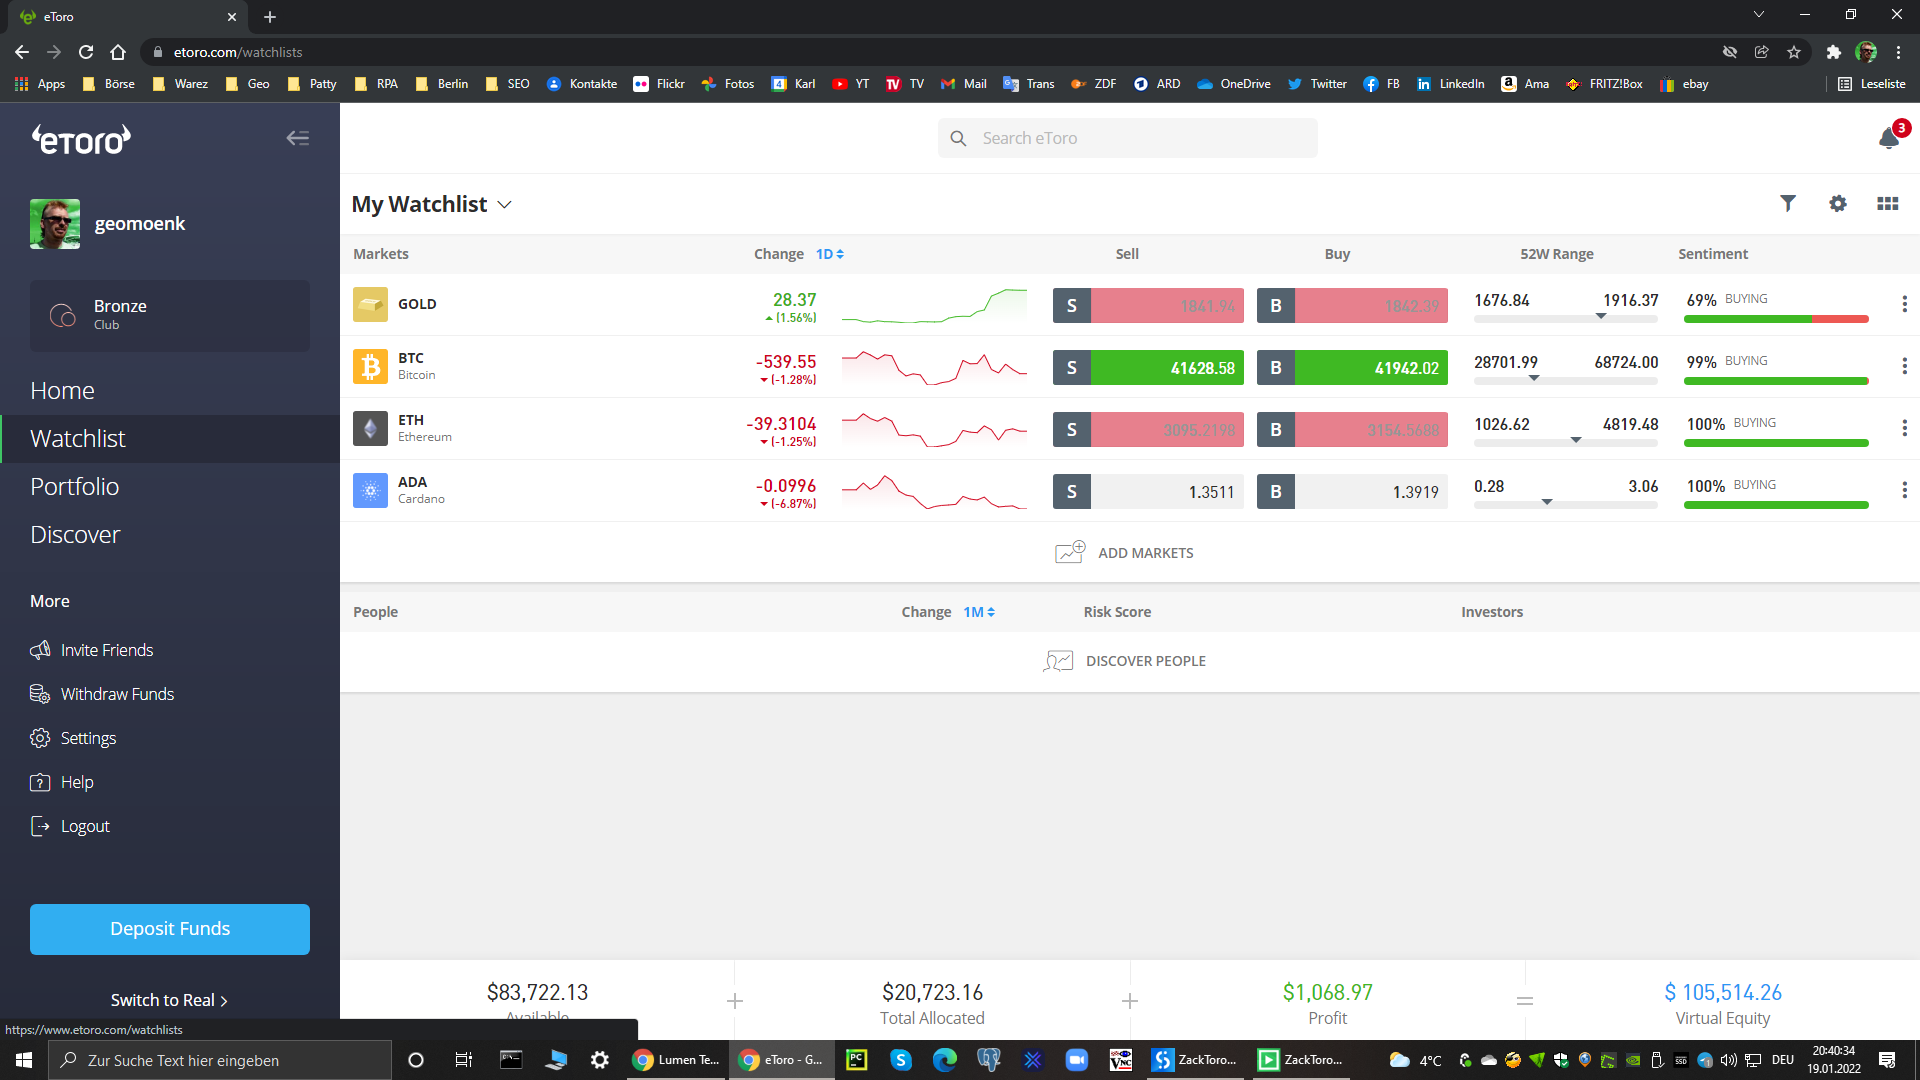 eToro
etoro.com/watchlists
Apps Börse Warez Geo Patty RPA Berlin SEO Kontakte Flickr Fotos Karl YT TV Mail Trans ZDF ARD OneDrive Twitter FB LinkedIn Ama FRITZ!Box ebay Leseliste
eToro
Search eToro
3
geomoenk
Bronze
Club
Home
Watchlist
Portfolio
Discover
More
Invite Friends
Withdraw Funds
Settings
Help
Logout
Deposit Funds
Switch to Real >
My Watchlist
Markets Change 1D Sell Buy 52W Range Sentiment
GOLD 28.37 (1.56%) S 1841.94 B 1842.39 1676.84 1916.37 69% BUYING
BTC Bitcoin -539.55 (-1.28%) S 41628.58 B 41942.02 28701.99 68724.00 99% BUYING
ETH Ethereum -39.3104 (-1.25%) S 3095.2198 B 3154.5688 1026.62 4819.48 100% BUYING
ADA Cardano -0.0996 (-6.87%) S 1.3511 B 1.3919 0.28 3.06 100% BUYING
ADD MARKETS
People Change 1M Risk Score Investors
DISCOVER PEOPLE
$83,722.13 + $20,723.16 + $1,068.97 = $ 105,514.26
Available Total Allocated Profit Virtual Equity
https://www.etoro.com/watchlists
Zur Suche Text hier eingeben
Lumen Te... eToro - G... ZackToro... ZackToro...
4°C DEU 20:40:34
19.01.2022